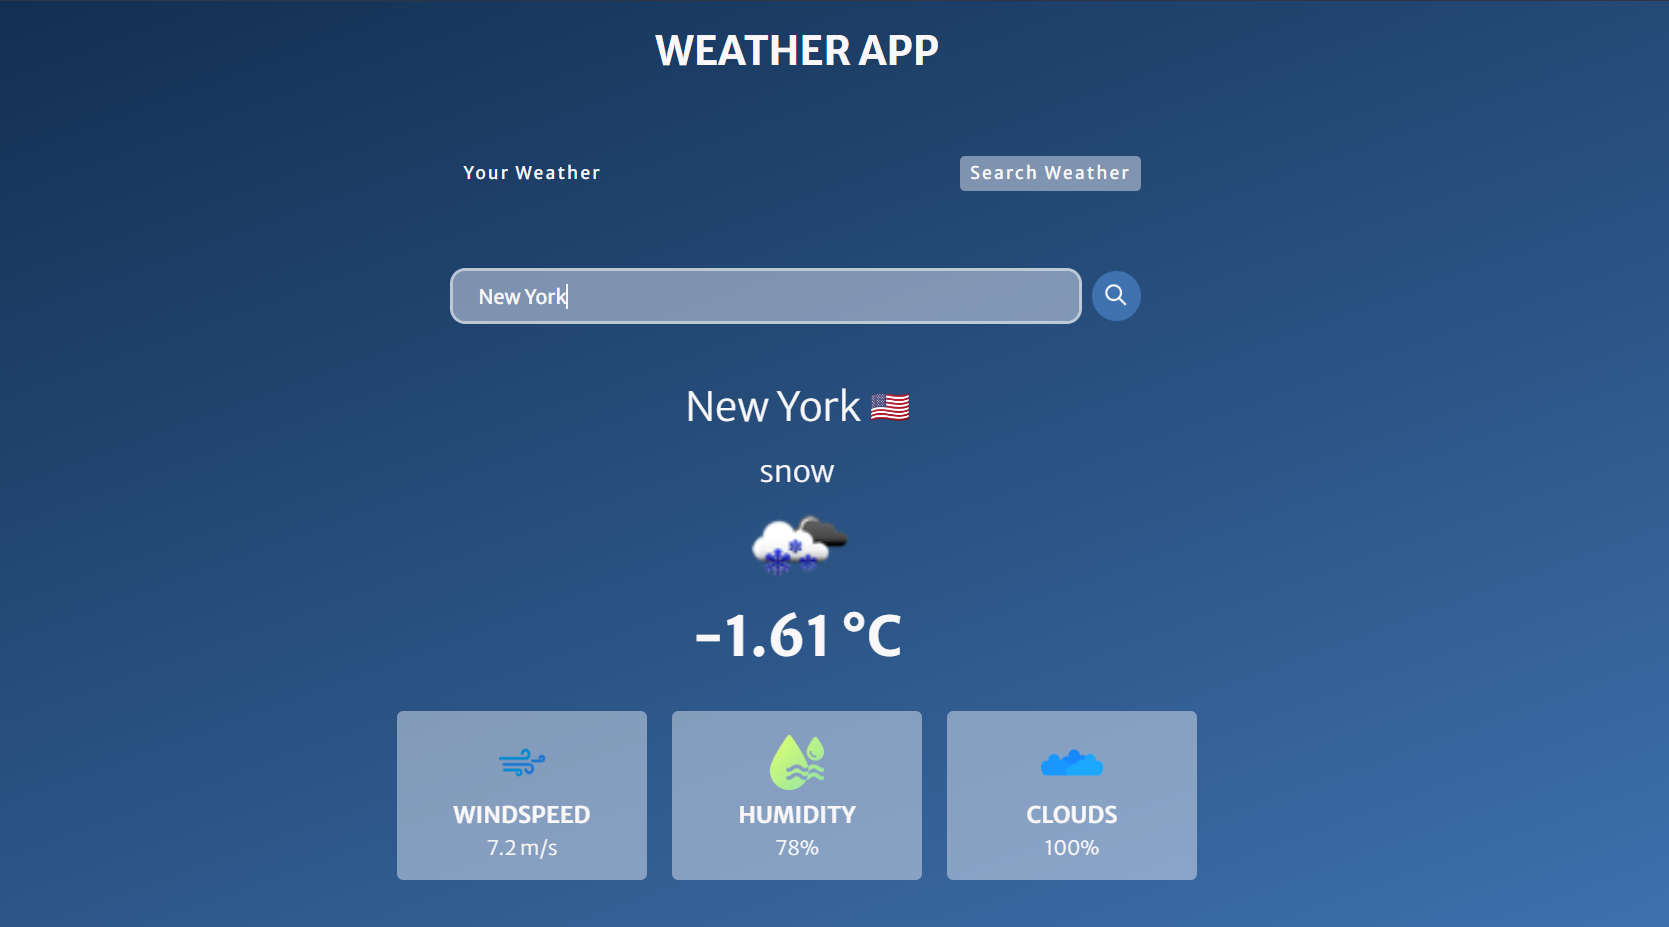 WEATHER APP
Your Weather
Search Weather
New York
New York
snow
-1.61 °C
WINDSPEED
7.2 m/s
HUMIDITY
78%
CLOUDS
100%